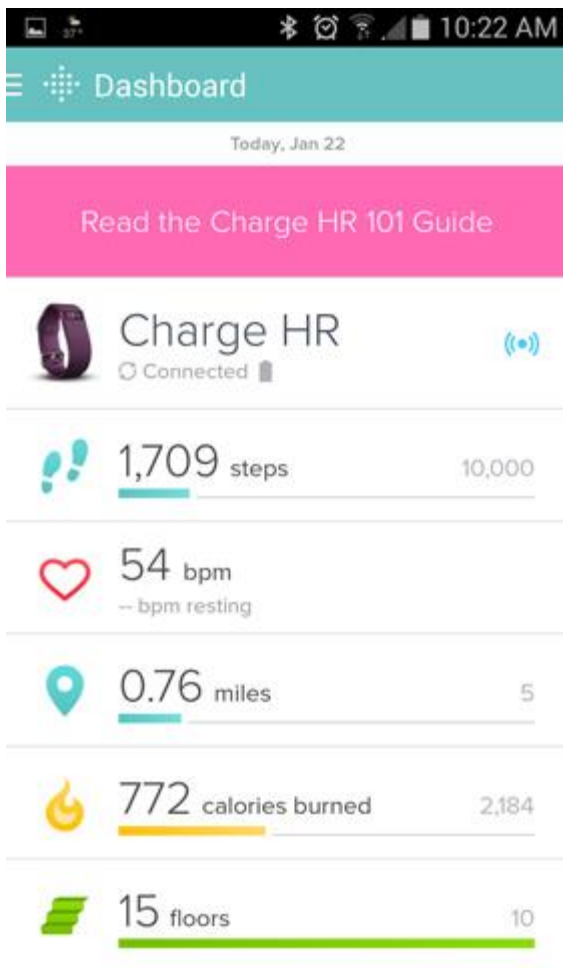 37°
10:22 AM
Dashboard
Today, Jan 22
Read the Charge HR 101 Guide
Charge HR
Connected
1,709 steps 10,000
54 bpm
-- bpm resting
0.76 miles 5
772 calories burned 2,184
15 floors 10